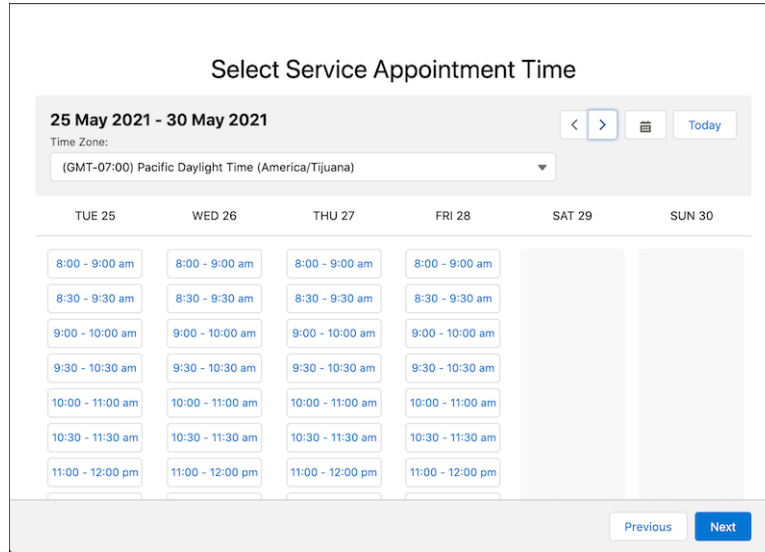 Select Service Appointment Time
25 May 2021 - 30 May 2021
Today
Time Zone:
(GMT-07:00) Pacific Daylight Time (America/Tijuana)
TUE 25 WED 26 THU 27 FRI 28 SAT 29 SUN 30
8:00 - 9:00 am 8:00 - 9:00 am 8:00 - 9:00 am 8:00 - 9:00 am
8:30 - 9:30 am 8:30 - 9:30 am 8:30 - 9:30 am 8:30 - 9:30 am
9:00 - 10:00 am 9:00 - 10:00 am 9:00 - 10:00 am 9:00 - 10:00 am
9:30 - 10:30 am 9:30 - 10:30 am 9:30 - 10:30 am 9:30 - 10:30 am
10:00 - 11:00 am 10:00 - 11:00 am 10:00 - 11:00 am 10:00 - 11:00 am
10:30 - 11:30 am 10:30 - 11:30 am 10:30 - 11:30 am 10:30 - 11:30 am
11:00 - 12:00 pm 11:00 - 12:00 pm 11:00 - 12:00 pm 11:00 - 12:00 pm
Previous Next